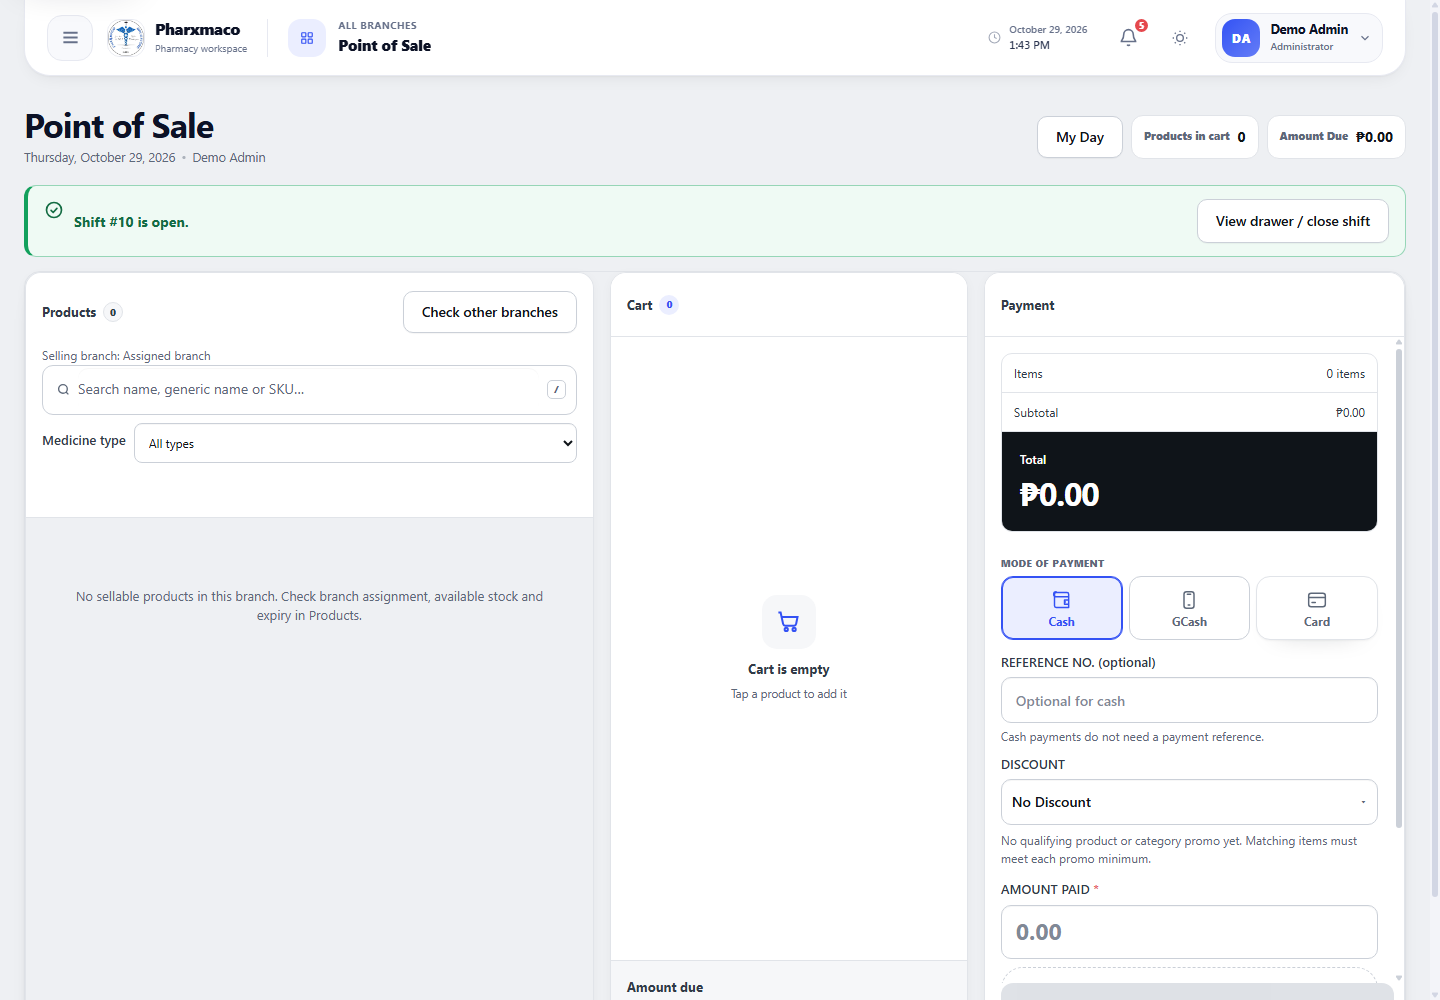 Pharxmaco
Pharmacy workspace
ALL BRANCHES
Point of Sale
October 29, 2026
1:43 PM
5
DA
Demo Admin
Administrator
Point of Sale
Thursday, October 29, 2026 • Demo Admin
My Day
Products in cart 0
Amount Due ₱0.00
Shift #10 is open.
View drawer / close shift
Products 0
Check other branches
Selling branch: Assigned branch
Search name, generic name or SKU...
/
Medicine type
All types
No sellable products in this branch. Check branch assignment, available stock and
expiry in Products.
Cart 0
Cart is empty
Tap a product to add it
Amount due
Payment
Items 0 items
Subtotal ₱0.00
Total
₱0.00
MODE OF PAYMENT
Cash
GCash
Card
REFERENCE NO. (optional)
Optional for cash
Cash payments do not need a payment reference.
DISCOUNT
No Discount
No qualifying product or category promo yet. Matching items must
meet each promo minimum.
AMOUNT PAID *
0.00